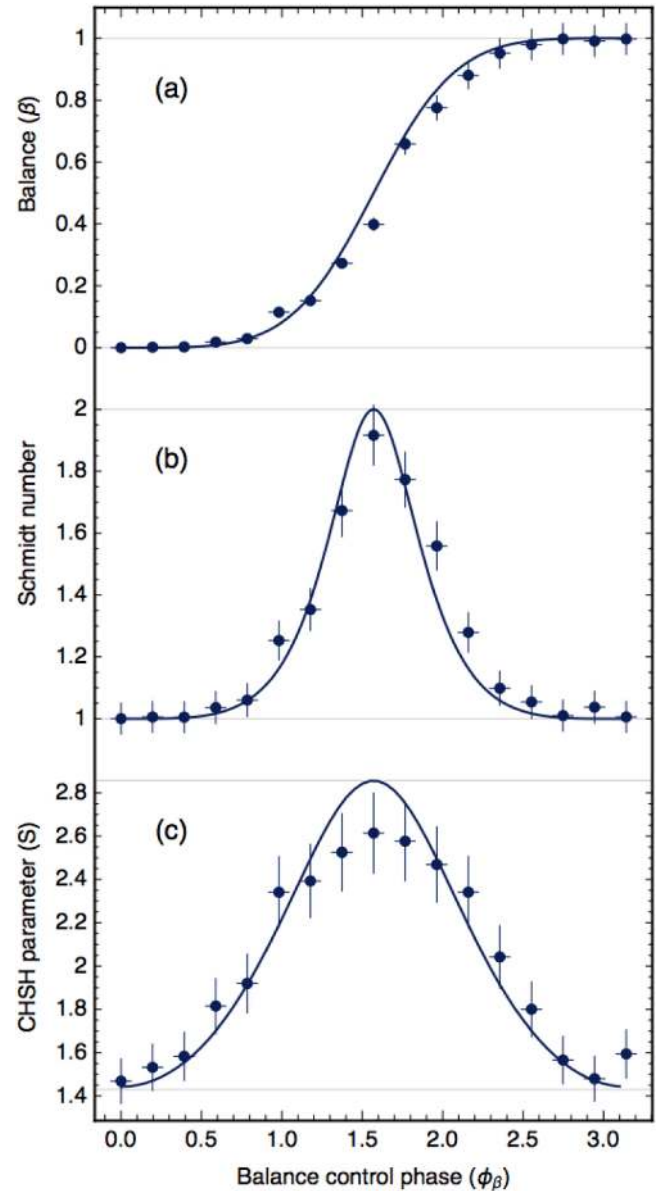 1
0.8
0.6
0.4
0.2
0
Balance (β)
(a)
2
1.8
1.6
1.4
1.2
1
Schmidt number
(b)
2.8
2.6
2.4
2.2
2.0
1.8
1.6
1.4
CHSH parameter (S)
(c)
0.0 0.5 1.0 1.5 2.0 2.5 3.0
Balance control phase (ϕβ)